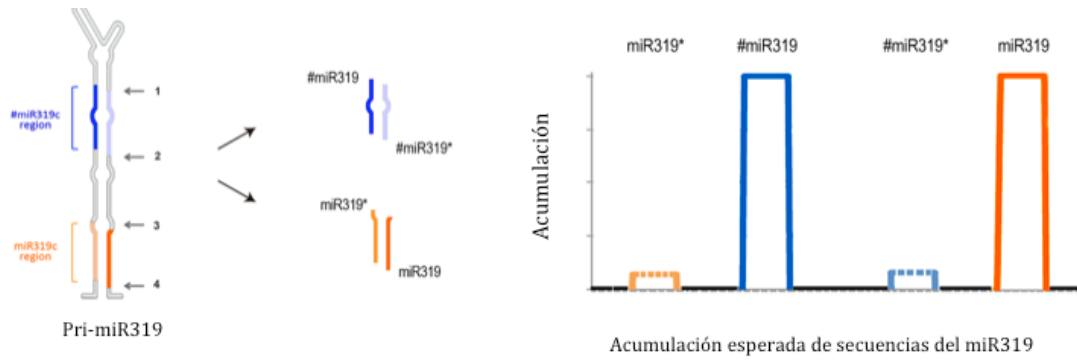 #miR319c
region
miR319c
region
1
2
3
4
Pri-miR319
#miR319
#miR319*
miR319*
miR319
miR319*
#miR319
#miR319*
miR319
Acumulación
Acumulación esperada de secuencias del miR319